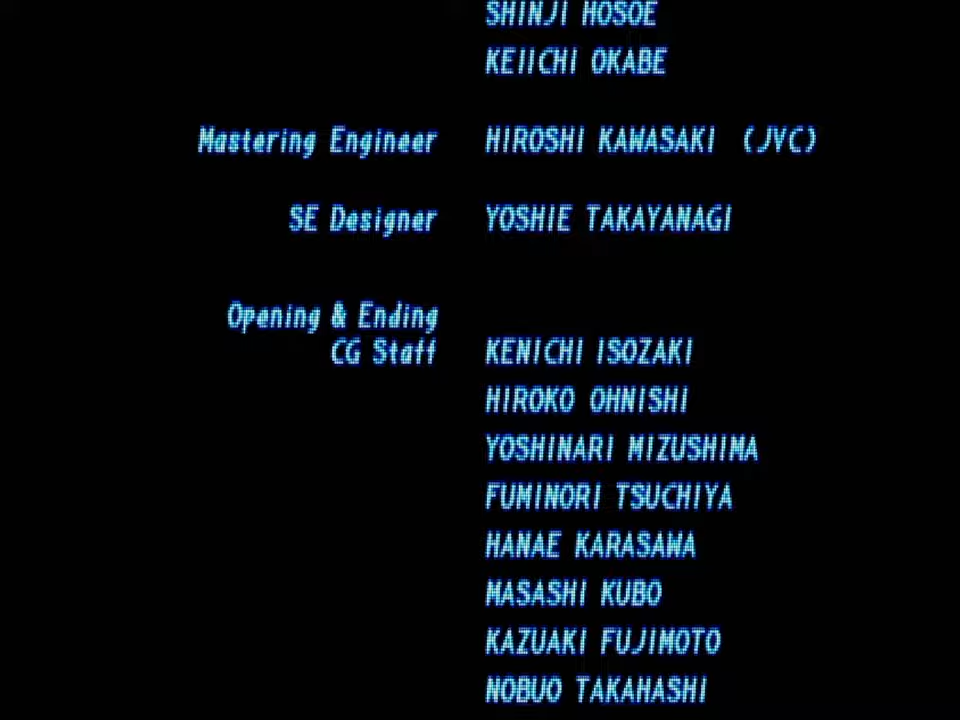 SHINJI HOSOE
KEIICHI OKABE
Mastering Engineer HIROSHI KAWASAKI (JVC)
SE Designer YOSHIE TAKAYANAGI
Opening & Ending
CG Staff KENICHI ISOZAKI
HIROKO OHNISHI
YOSHINARI MIZUSHIMA
FUMINORI TSUCHIYA
HANAE KARASAWA
MASASHI KUBO
KAZUAKI FUJIMOTO
NOBUO TAKAHASHI